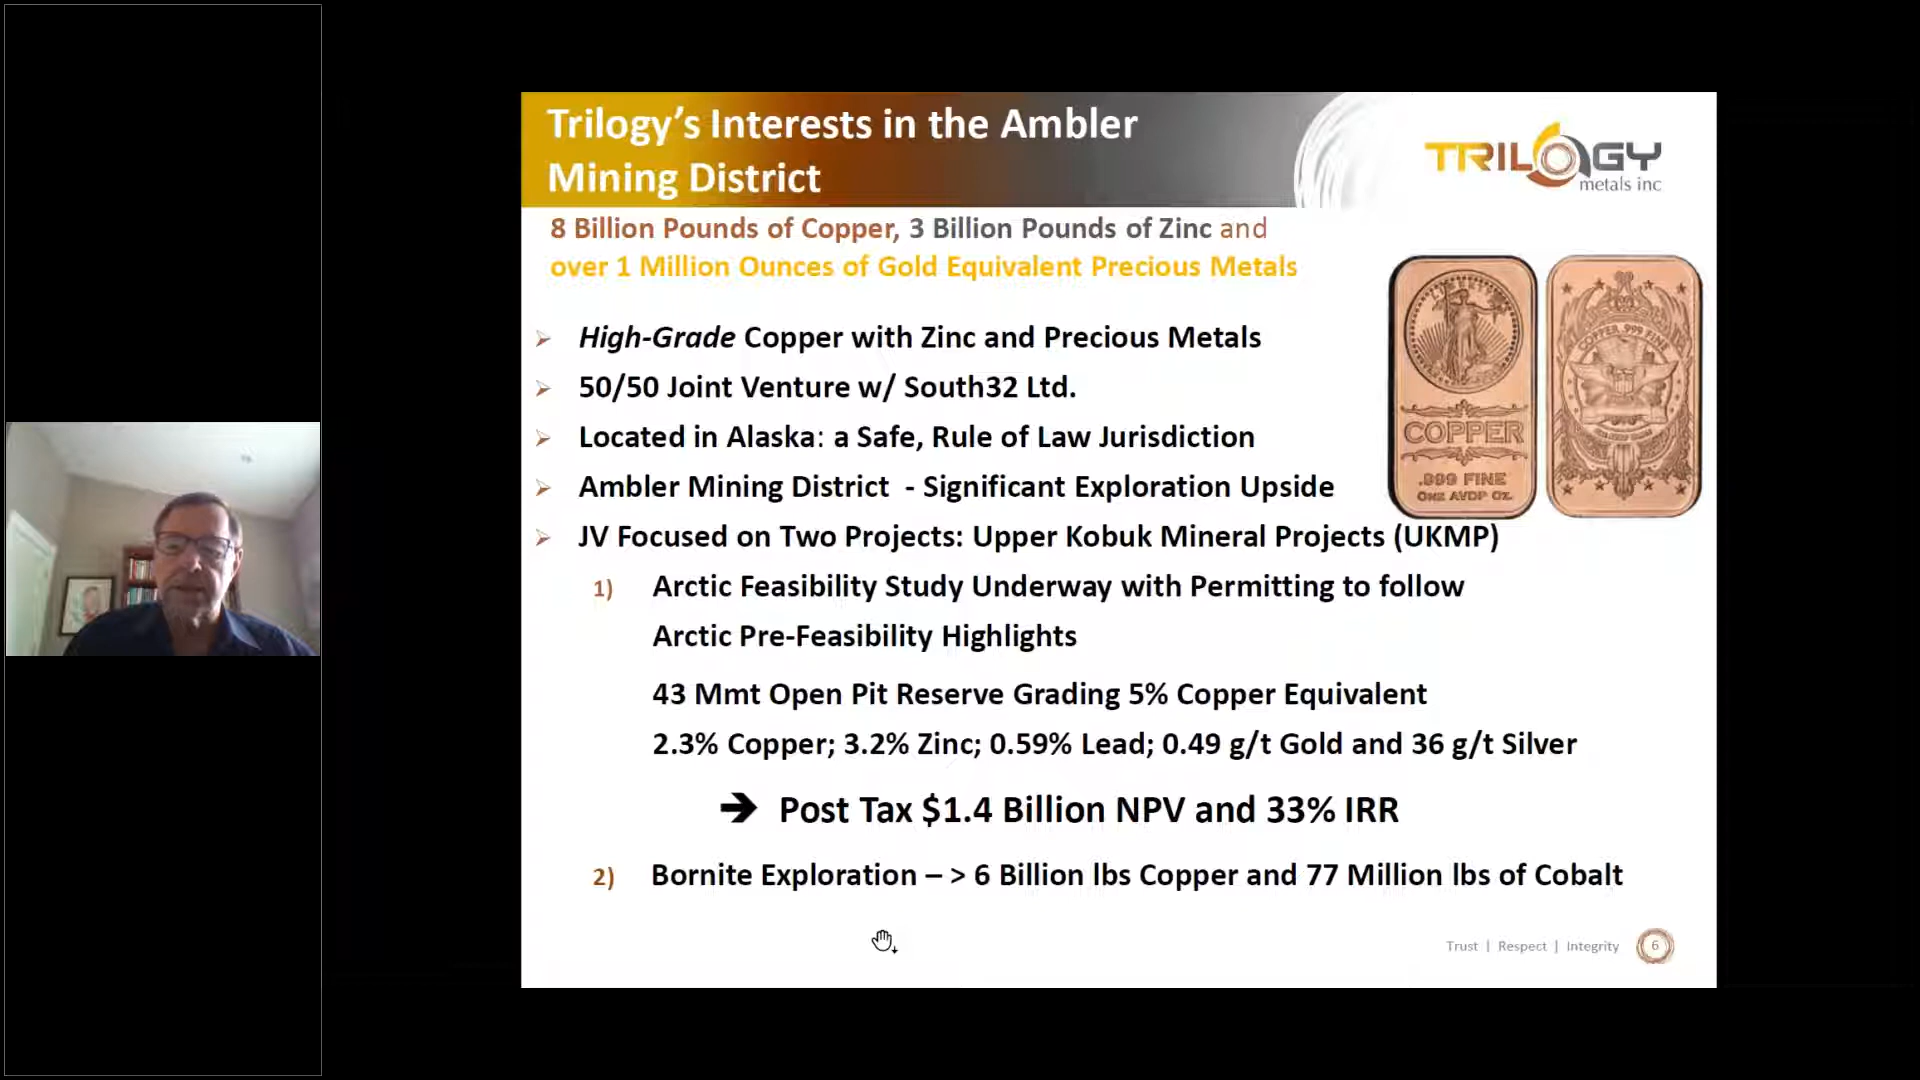 Trilogy's Interests in the Ambler
Mining District
TRILOGY
metals inc
8 Billion Pounds of Copper, 3 Billion Pounds of Zinc and
over 1 Million Ounces of Gold Equivalent Precious Metals
➢ High-Grade Copper with Zinc and Precious Metals
➢ 50/50 Joint Venture w/ South32 Ltd.
➢ Located in Alaska: a Safe, Rule of Law Jurisdiction
➢ Ambler Mining District - Significant Exploration Upside
➢ JV Focused on Two Projects: Upper Kobuk Mineral Projects (UKMP)
1) Arctic Feasibility Study Underway with Permitting to follow
Arctic Pre-Feasibility Highlights
43 Mmt Open Pit Reserve Grading 5% Copper Equivalent
2.3% Copper; 3.2% Zinc; 0.59% Lead; 0.49 g/t Gold and 36 g/t Silver
➔ Post Tax $1.4 Billion NPV and 33% IRR
2) Bornite Exploration – > 6 Billion lbs Copper and 77 Million lbs of Cobalt
LIBERTY
COPPER
.999 FINE
ONE AVDP OZ.
COPPER .999 FINE
Trust | Respect | Integrity 6